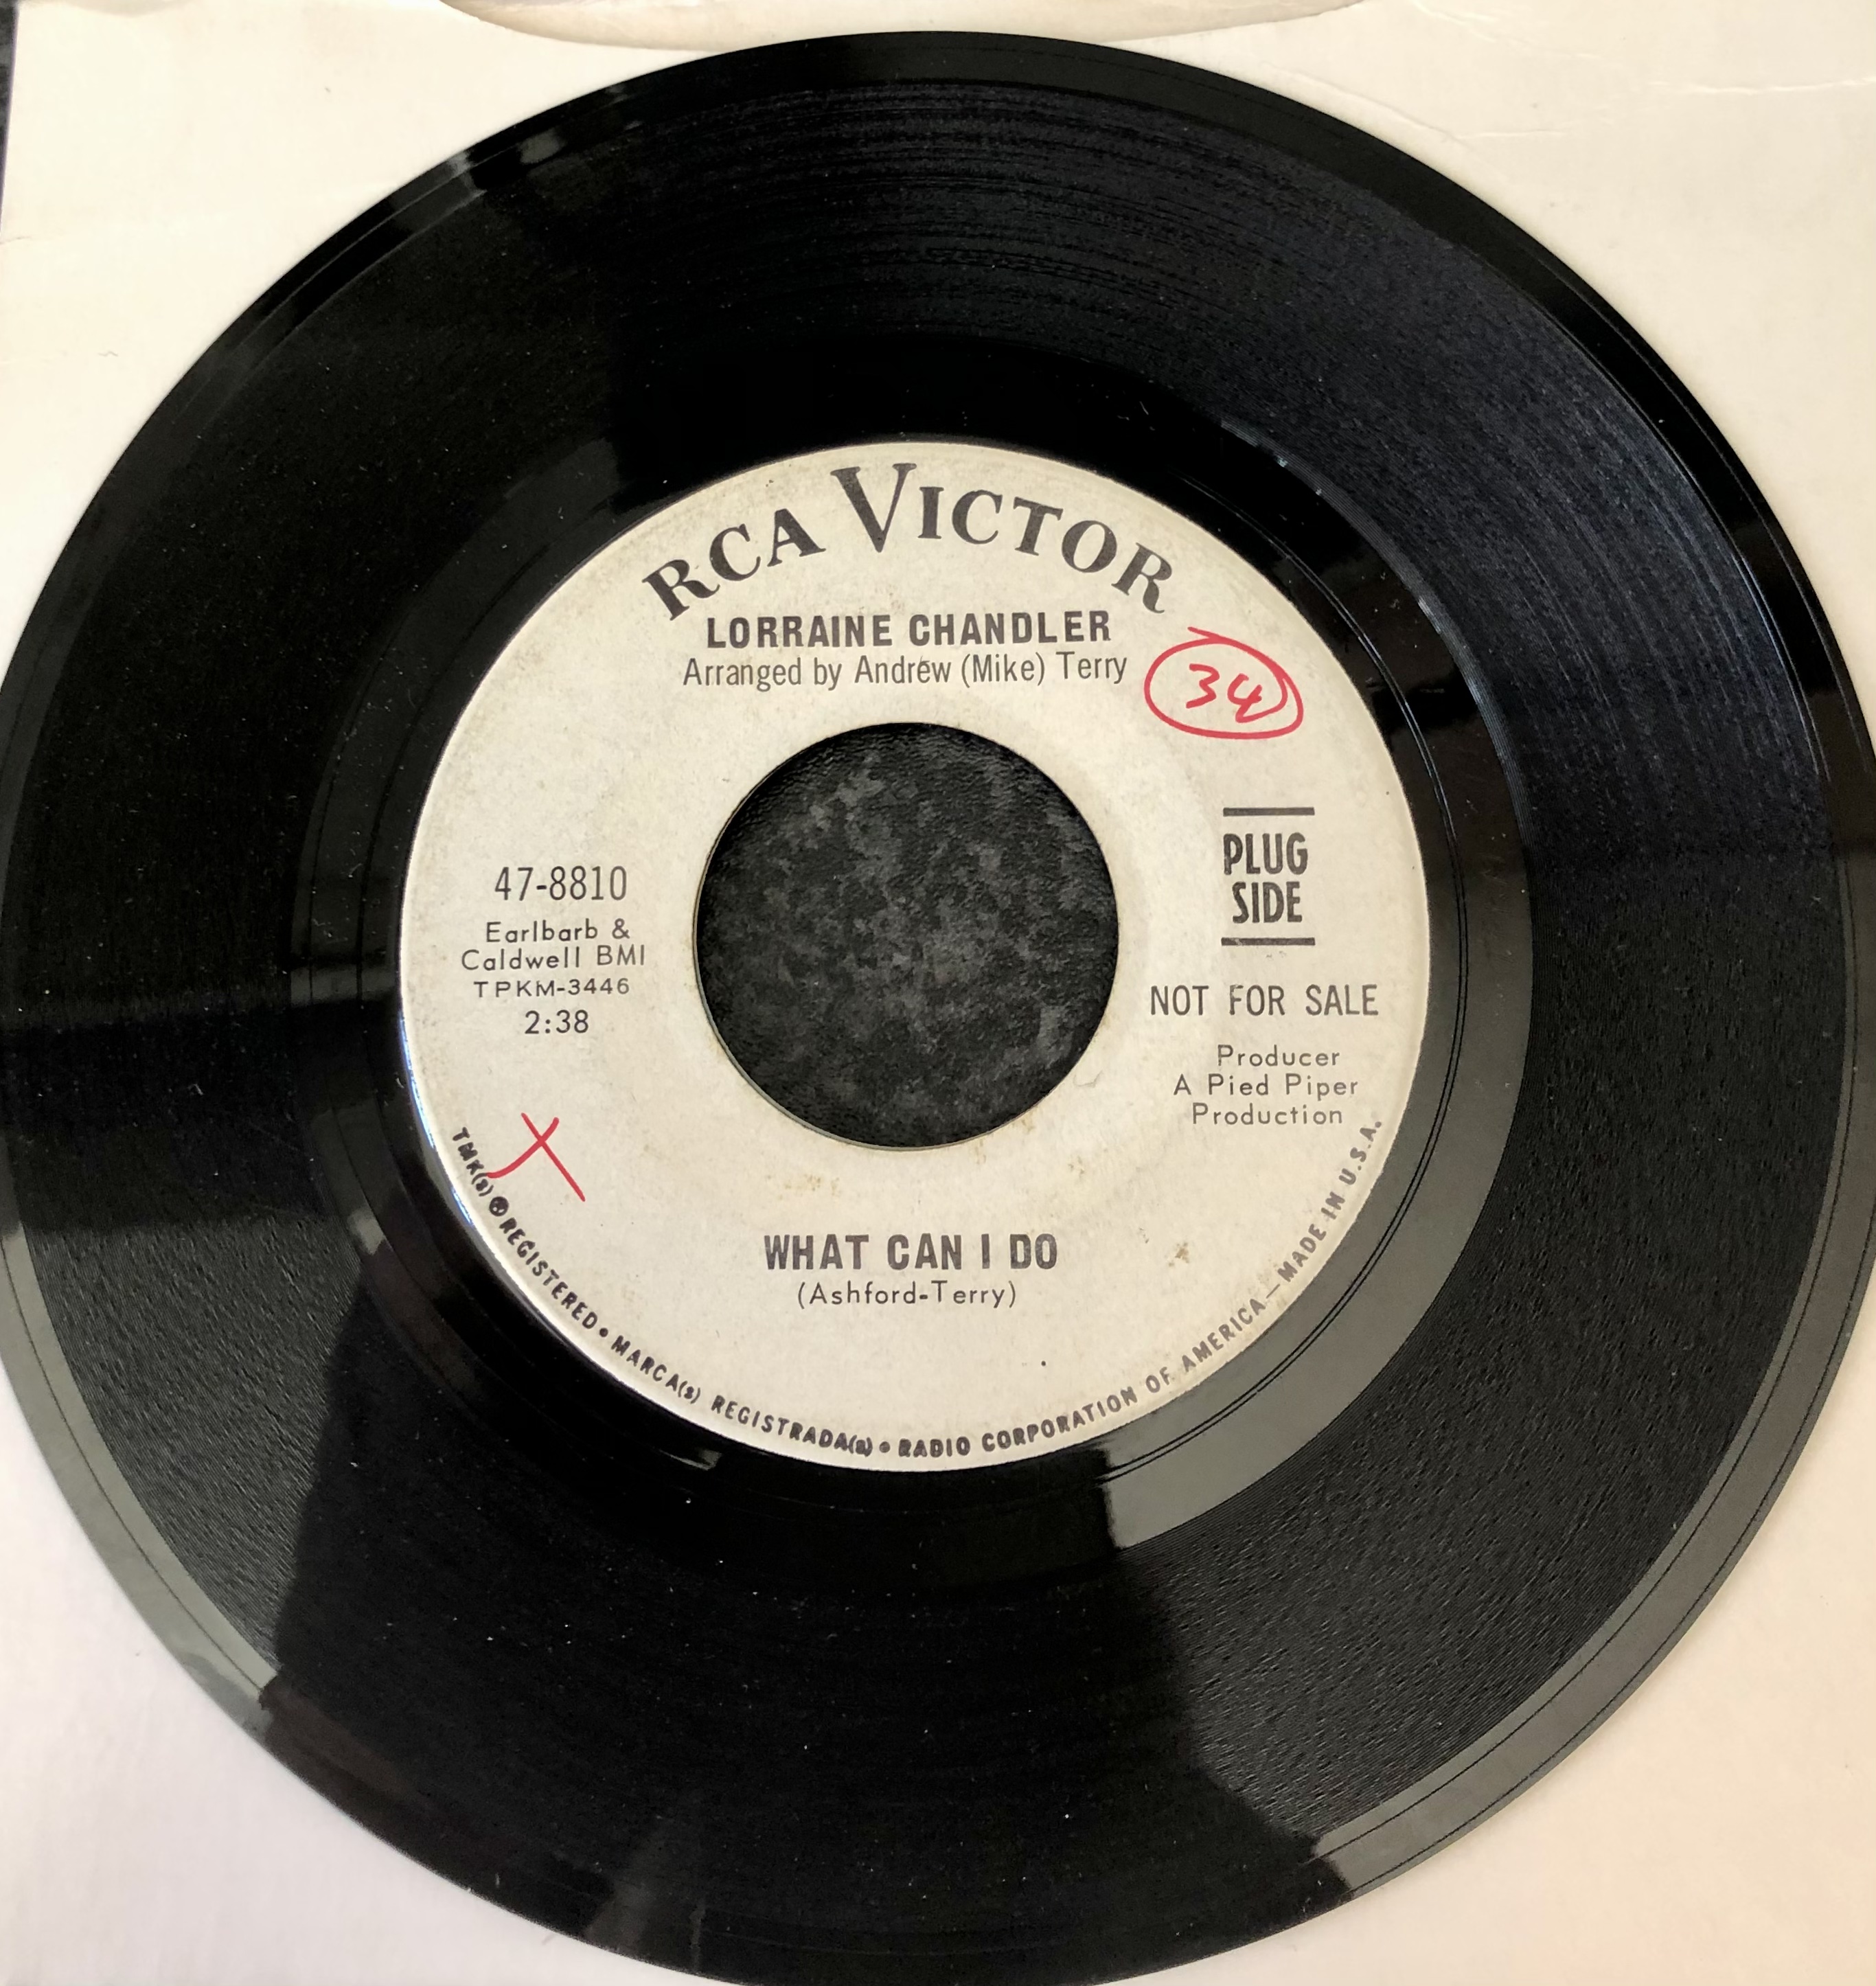 RCA VICTOR
LORRAINE CHANDLER
Arranged by Andrew (Mike) Terry
34
PLUG
SIDE
47-8810
Earlbarb &
Caldwell BMI
TPKM-3446
2:38
NOT FOR SALE
Producer
A Pied Piper
Production
X
WHAT CAN I DO
(Ashford-Terry)
TMK(s) ® REGISTERED • MARCA(s) REGISTRADA(s) • RADIO CORPORATION OF AMERICA—MADE IN U.S.A.